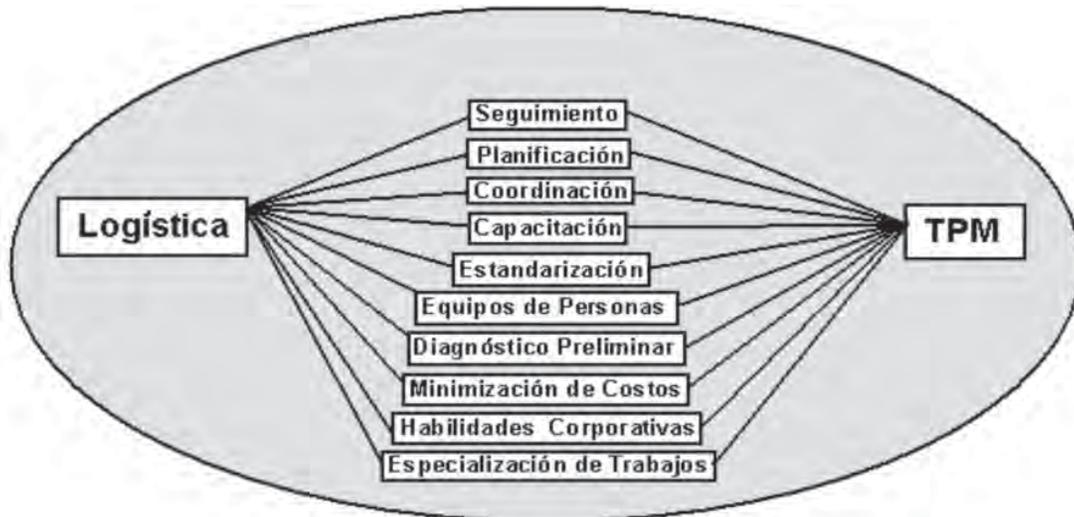 Seguimiento
Planificación
Coordinación
Logística
Capacitación
TPM
Estandarización
Equipos de Personas
Diagnóstico Preliminar
Minimización de Costos
Habilidades Corporativas
Especialización de Trabajos